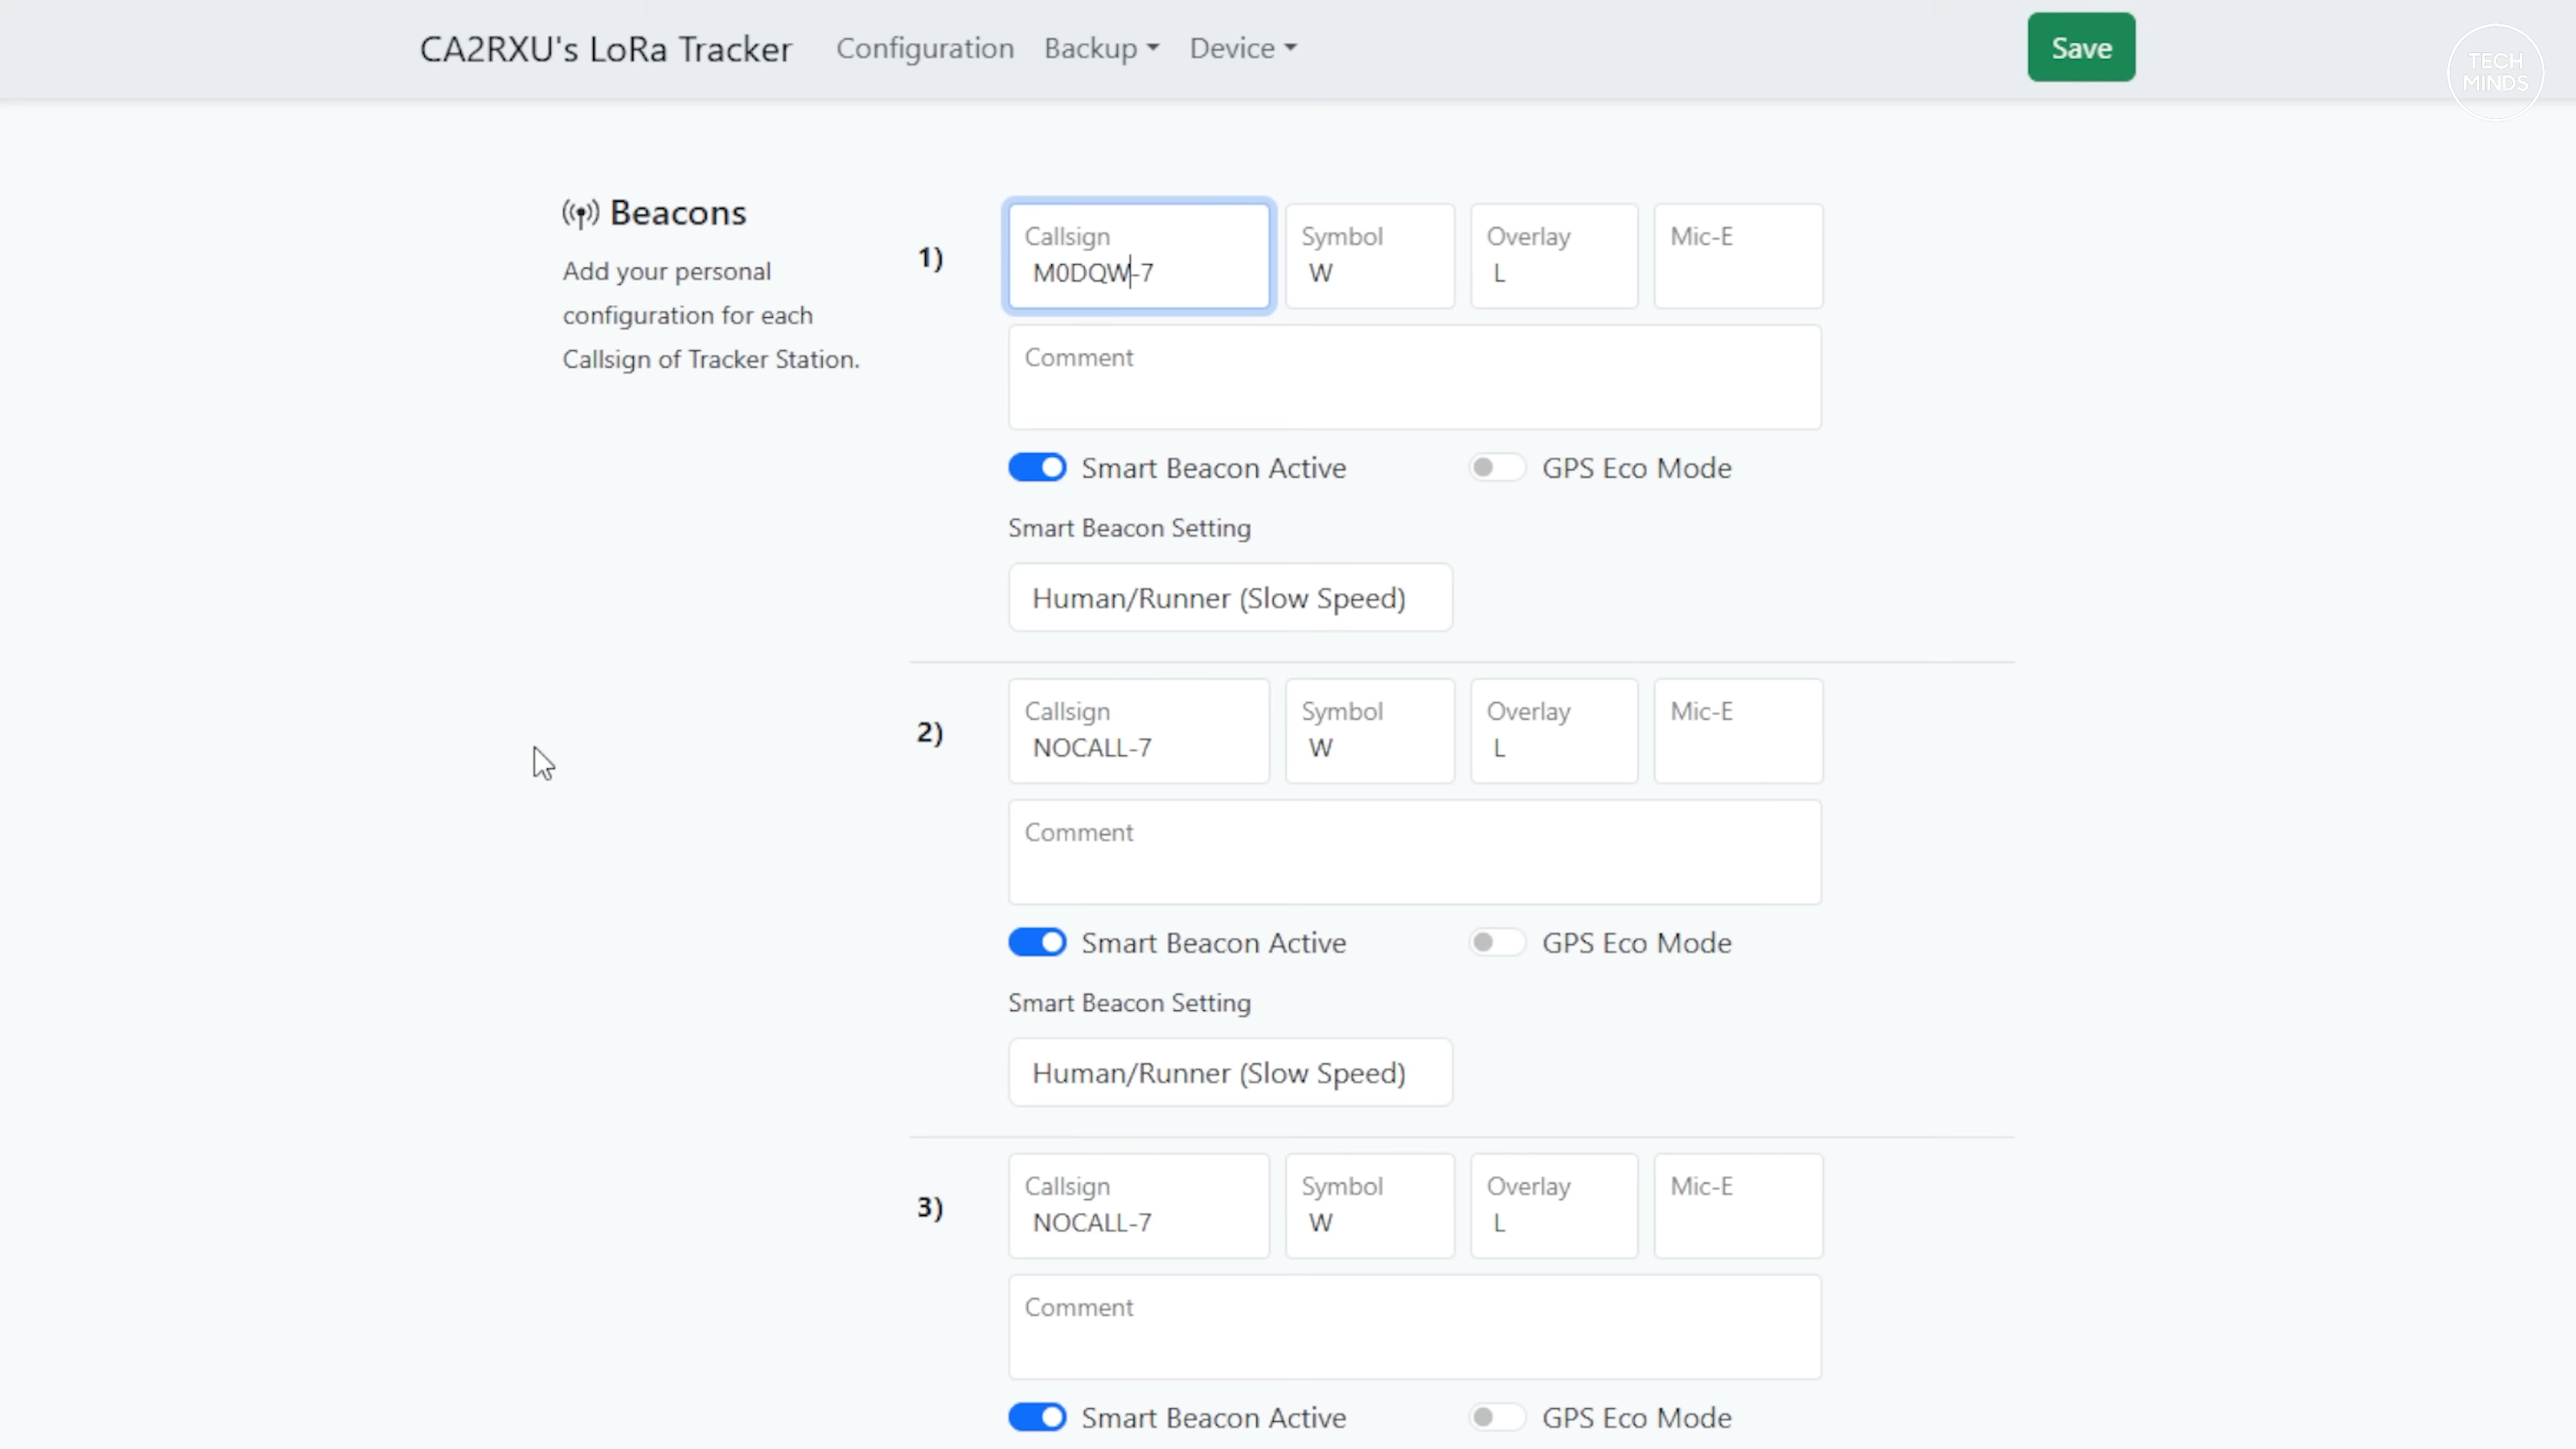 CA2RXU's LoRa Tracker Configuration Backup Device Save
TECH
MINDS
Beacons
Add your personal
configuration for each
Callsign of Tracker Station.
1)
Callsign Symbol Overlay Mic-E
M0DQW-7 W L
Comment
Smart Beacon Active GPS Eco Mode
Smart Beacon Setting
Human/Runner (Slow Speed)
2)
Callsign Symbol Overlay Mic-E
NOCALL-7 W L
Comment
Smart Beacon Active GPS Eco Mode
Smart Beacon Setting
Human/Runner (Slow Speed)
3)
Callsign Symbol Overlay Mic-E
NOCALL-7 W L
Comment
Smart Beacon Active GPS Eco Mode